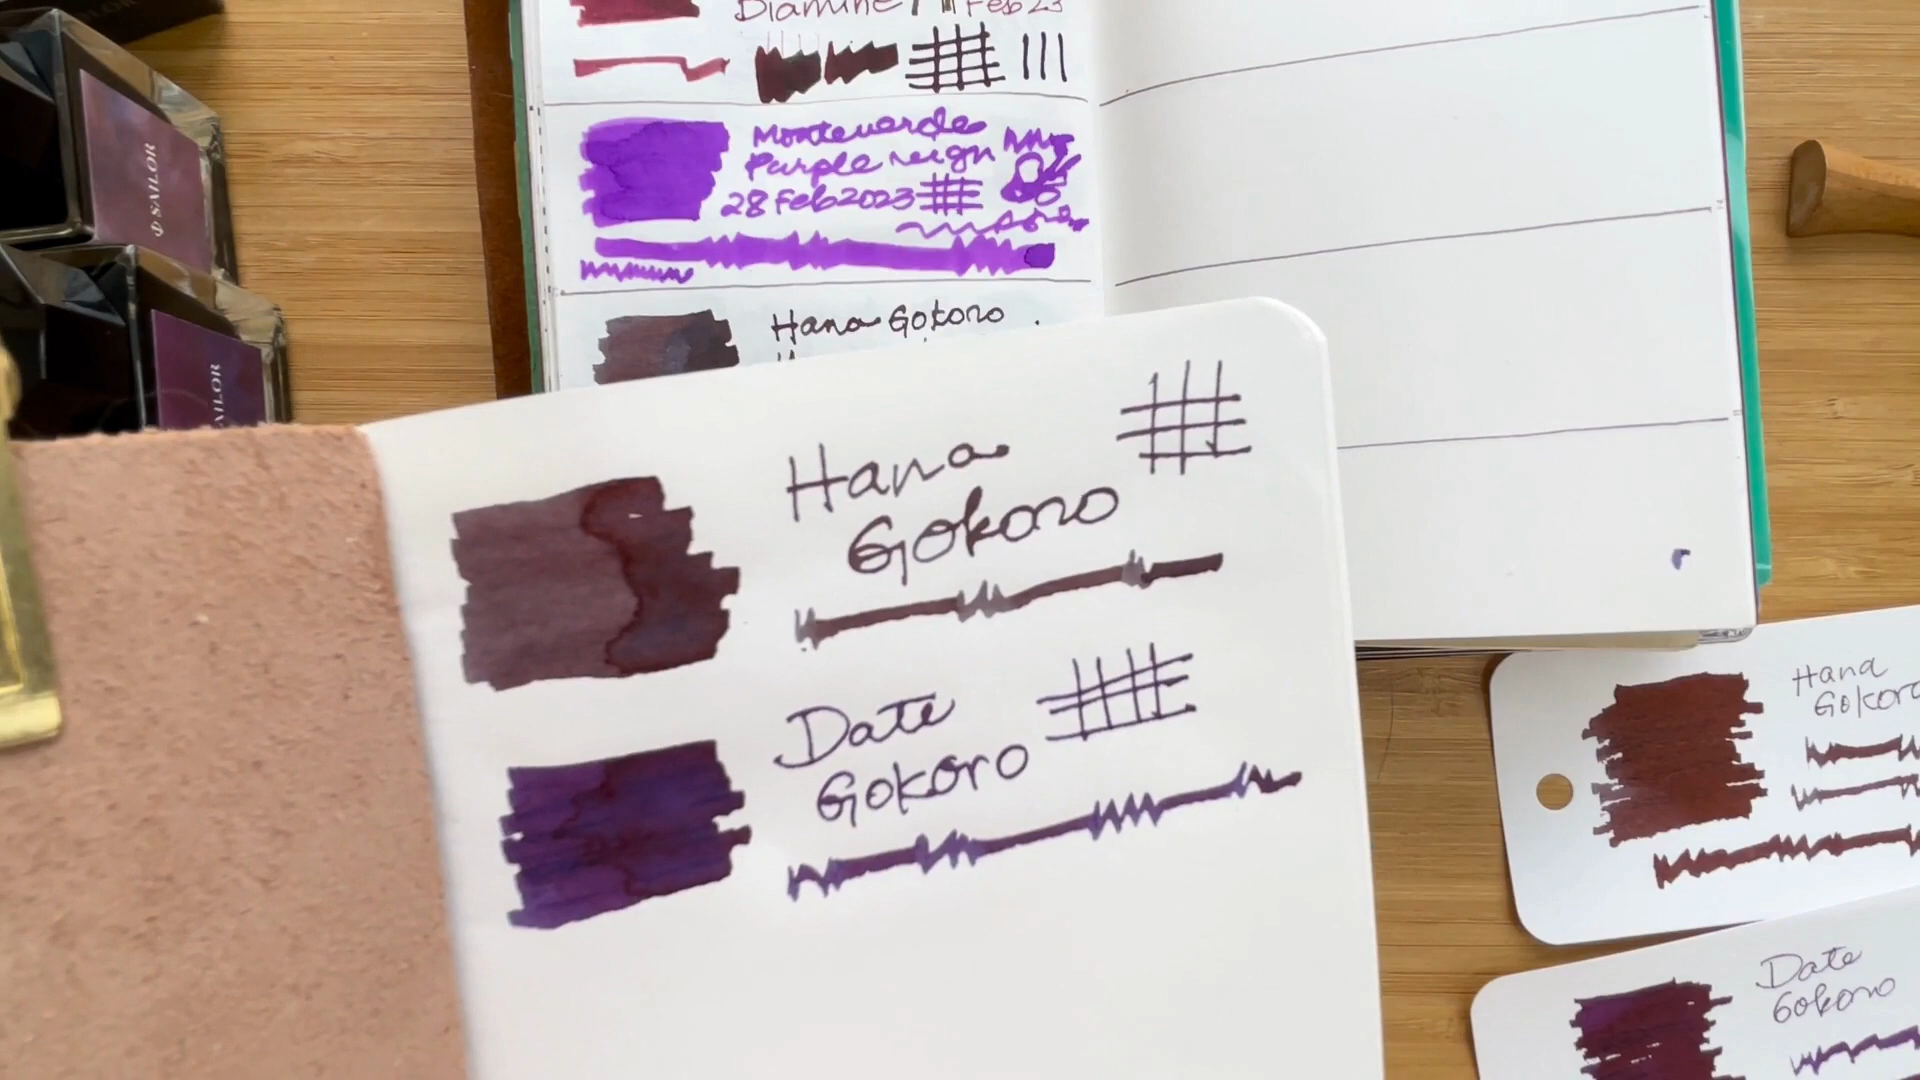 Diamine
Feb 23
Monteverde
Purple reign
28 Feb 2023
Hana Gokoro
Hana
Gokoro
Date
Gokoro
Hana
Gokoro
Date
Gokoro
SAILOR
SAILOR